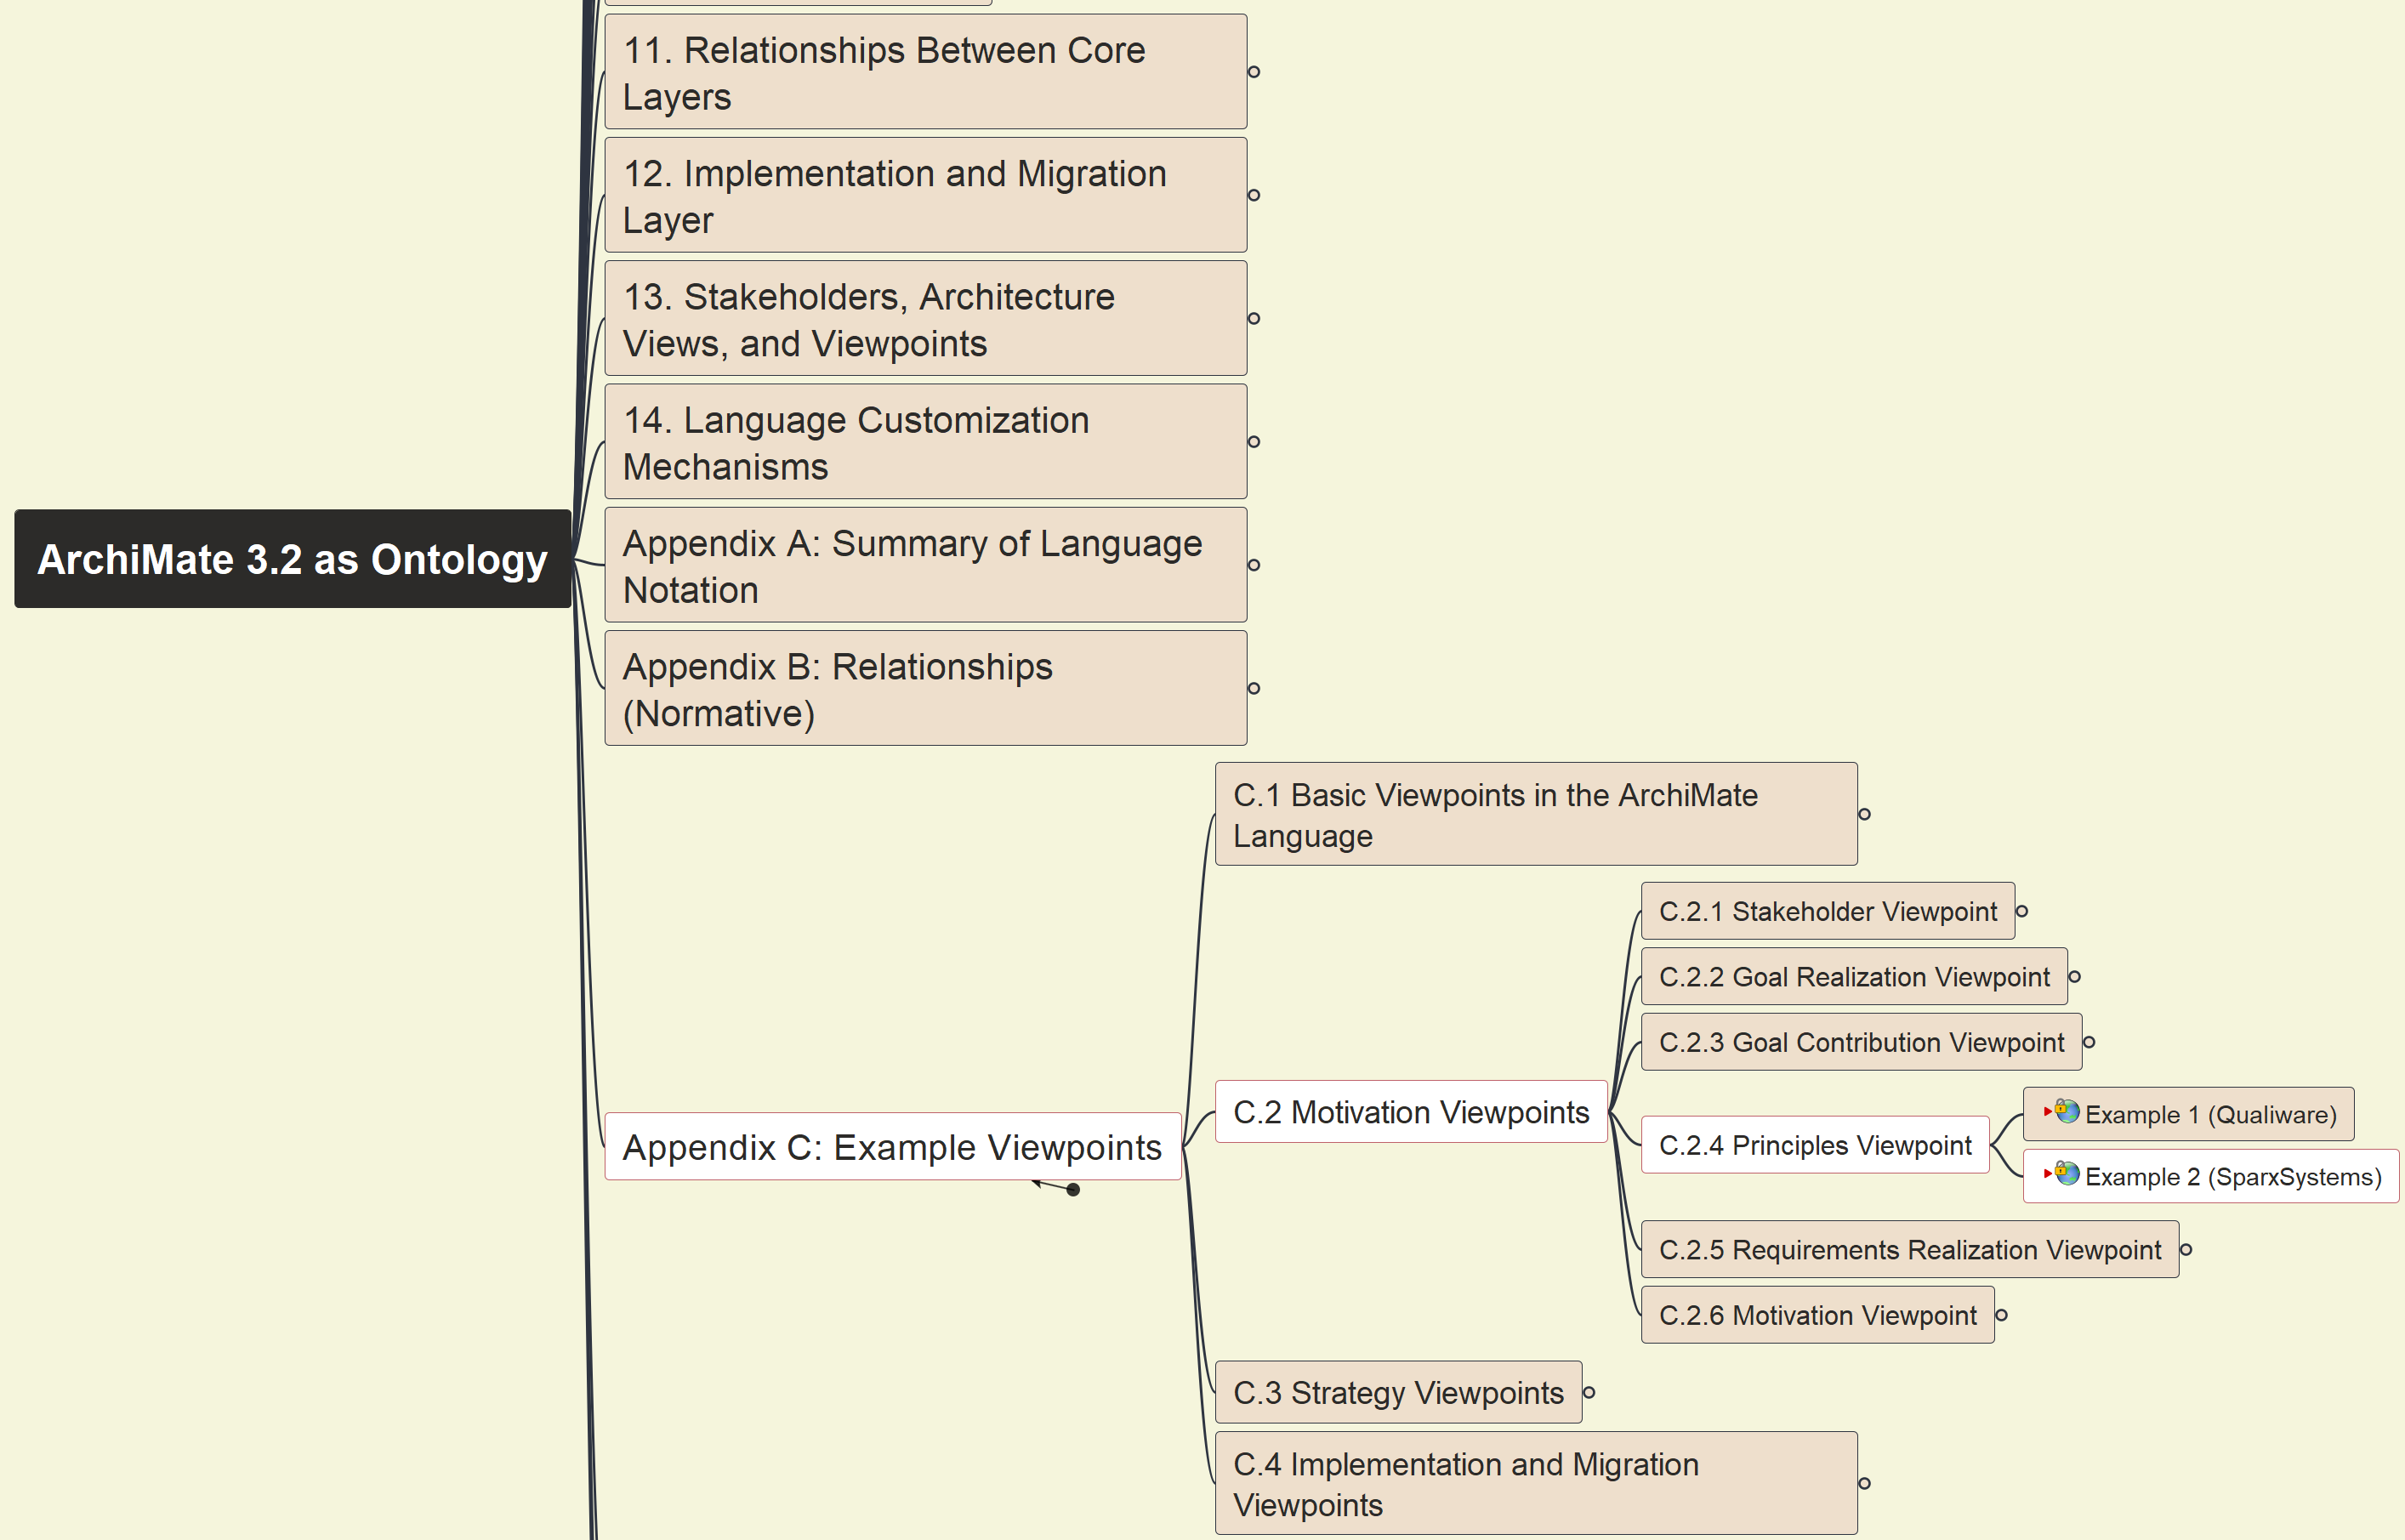 11. Relationships Between Core
Layers
12. Implementation and Migration
Layer
13. Stakeholders, Architecture
Views, and Viewpoints
14. Language Customization
Mechanisms
ArchiMate 3.2 as Ontology
Appendix A: Summary of Language
Notation
Appendix B: Relationships
(Normative)
Appendix C: Example Viewpoints
C.1 Basic Viewpoints in the ArchiMate
Language
C.2 Motivation Viewpoints
C.2.1 Stakeholder Viewpoint
C.2.2 Goal Realization Viewpoint
C.2.3 Goal Contribution Viewpoint
C.2.4 Principles Viewpoint
Example 1 (Qualiware)
Example 2 (SparxSystems)
C.2.5 Requirements Realization Viewpoint
C.2.6 Motivation Viewpoint
C.3 Strategy Viewpoints
C.4 Implementation and Migration
Viewpoints